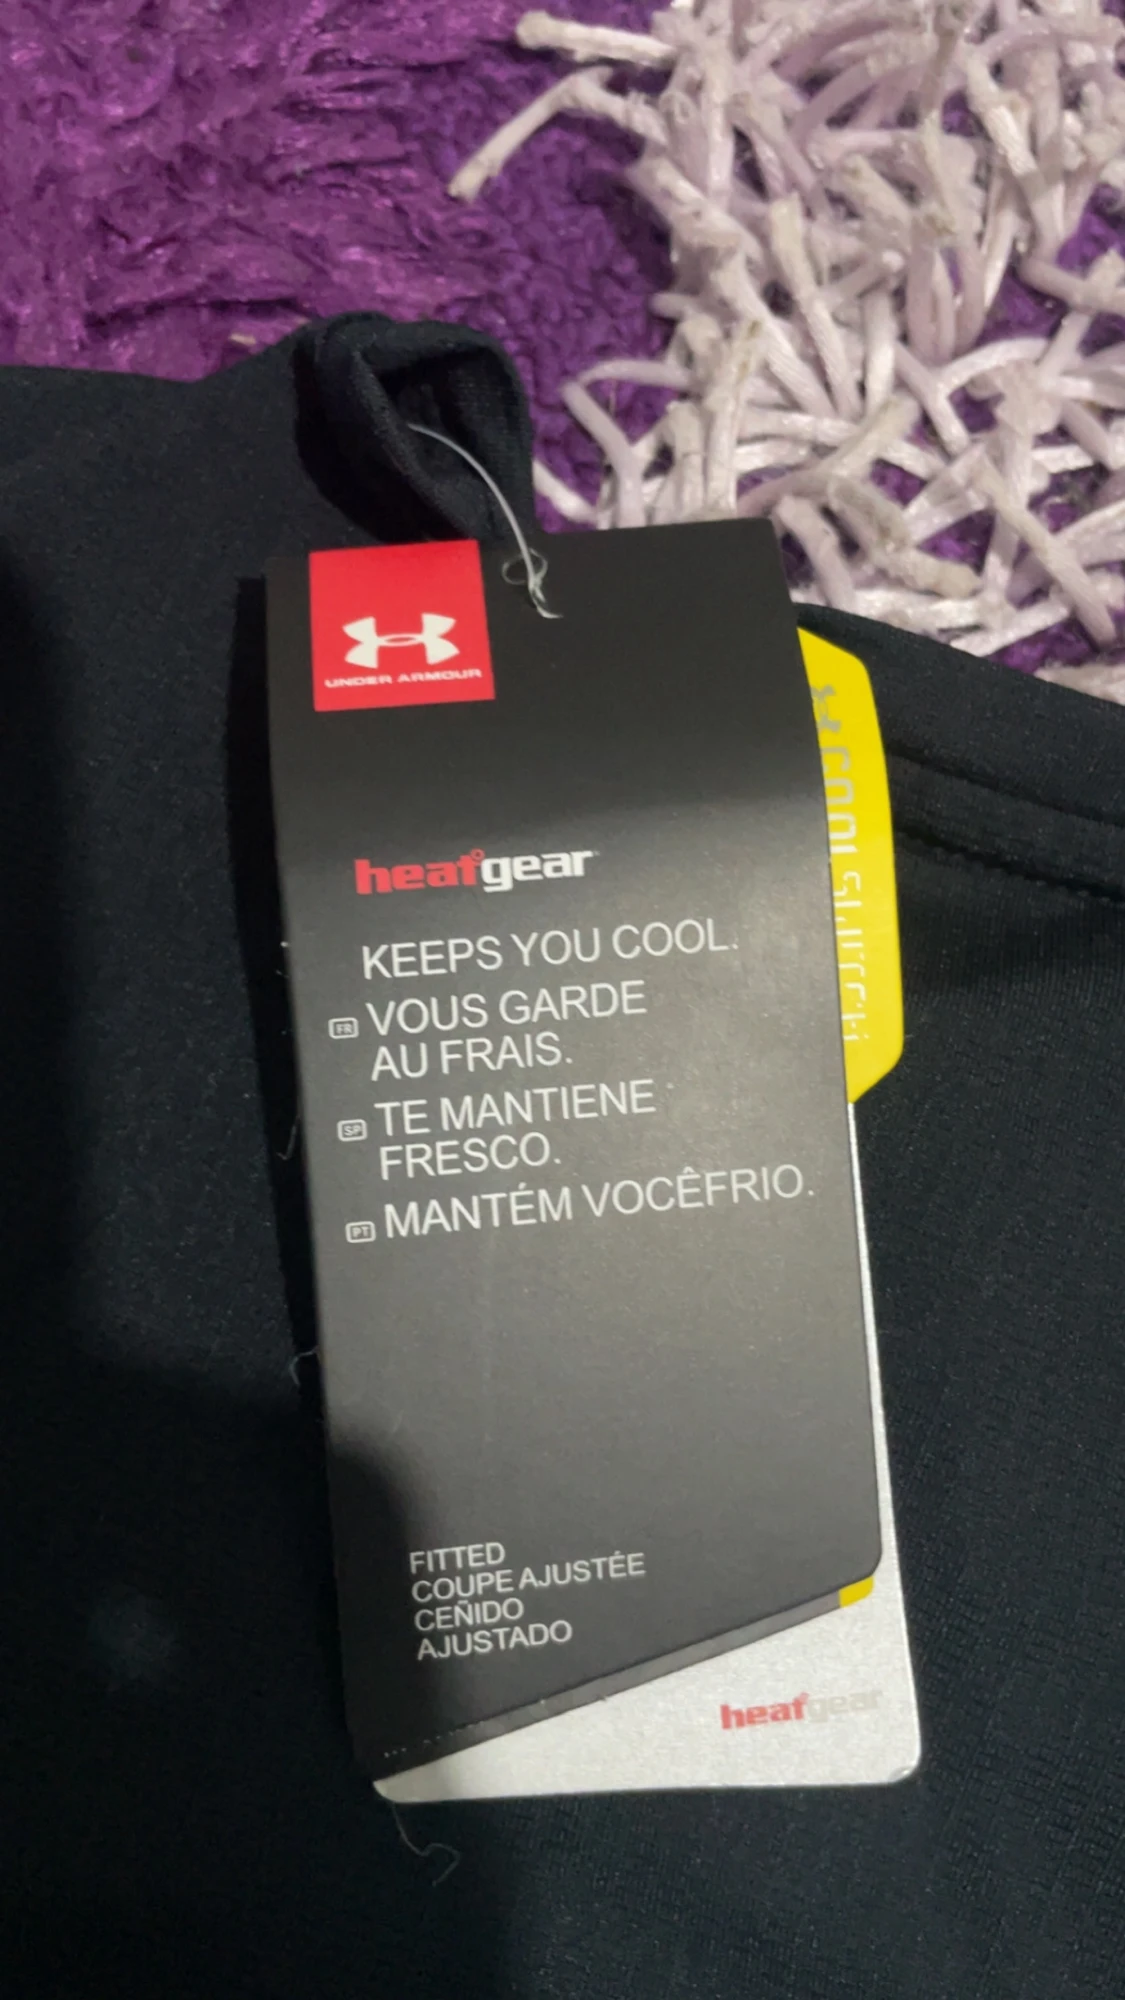 UNDER ARMOUR
heatgear
KEEPS YOU COOL.
FR VOUS GARDE
AU FRAIS.
SP TE MANTIENE
FRESCO.
PT MANTÉM VOCÊFRIO.
FITTED
COUPE AJUSTÉE
CEÑIDO
AJUSTADO
heatgear
COOL